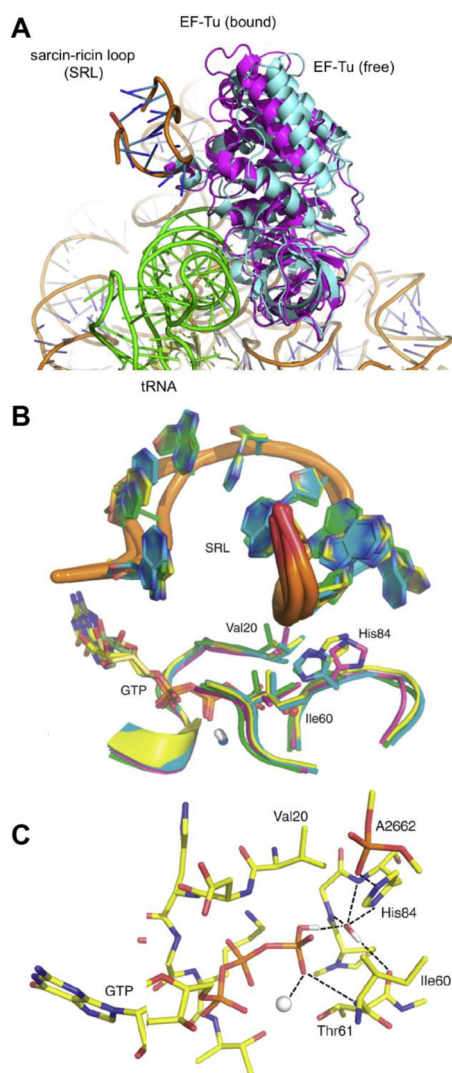 A
EF-Tu (bound)
sarcin-ricin loop
(SRL)
EF-Tu (free)
tRNA
B
SRL
Val20
His84
GTP
Ile60
C
Val20
A2662
His84
GTP
Ile60
Thr61